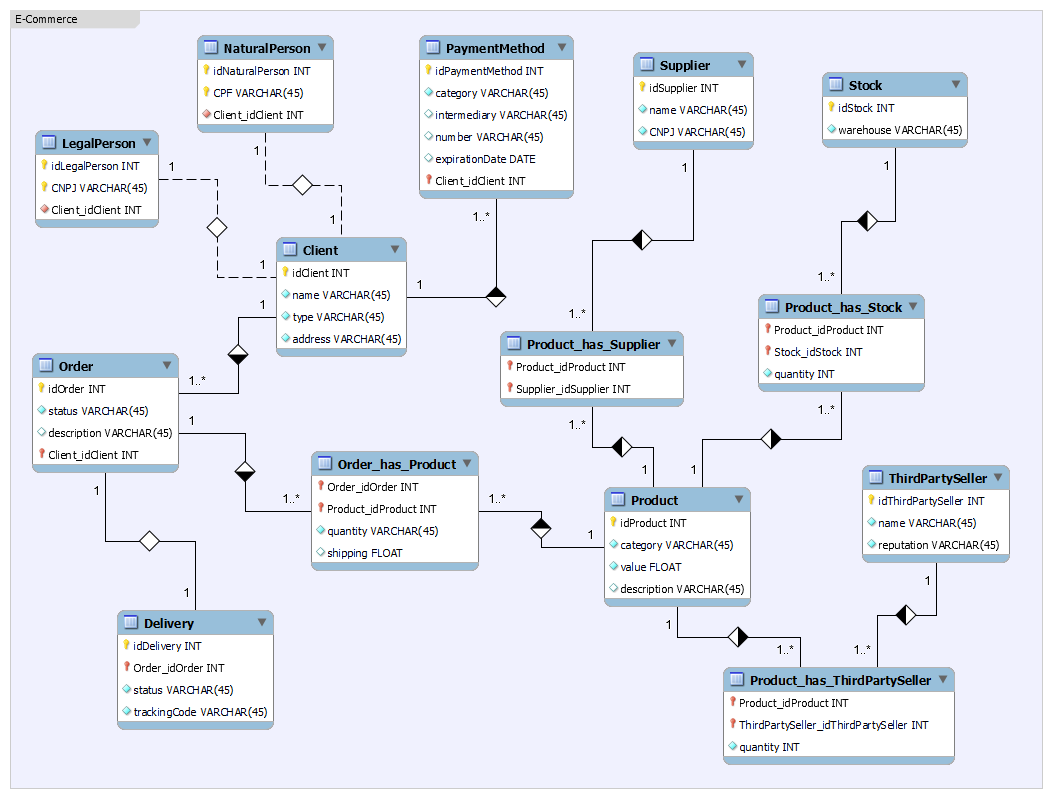 E-Commerce
NaturalPerson
idNaturalPerson INT
CPF VARCHAR(45)
Client_idClient INT
1
1
PaymentMethod
idPaymentMethod INT
category VARCHAR(45)
intermediary VARCHAR(45)
number VARCHAR(45)
expirationDate DATE
Client_idClient INT
1..*
1
Supplier
idSupplier INT
name VARCHAR(45)
CNPJ VARCHAR(45)
1
1..*
Stock
idStock INT
warehouse VARCHAR(45)
1
1..*
LegalPerson
idLegalPerson INT
CNPJ VARCHAR(45)
Client_idClient INT
1
1
Client
idClient INT
name VARCHAR(45)
type VARCHAR(45)
address VARCHAR(45)
1
1..*
Product_has_Supplier
Product_idProduct INT
Supplier_idSupplier INT
1..*
1
Product_has_Stock
Product_idProduct INT
Stock_idStock INT
quantity INT
1..*
1
Order
idOrder INT
status VARCHAR(45)
description VARCHAR(45)
Client_idClient INT
1
1..*
1
1
Order_has_Product
Order_idOrder INT
Product_idProduct INT
quantity VARCHAR(45)
shipping FLOAT
1..*
1
Product
idProduct INT
category VARCHAR(45)
value FLOAT
description VARCHAR(45)
1
1..*
ThirdPartySeller
idThirdPartySeller INT
name VARCHAR(45)
reputation VARCHAR(45)
1
1..*
Delivery
idDelivery INT
Order_idOrder INT
status VARCHAR(45)
trackingCode VARCHAR(45)
Product_has_ThirdPartySeller
Product_idProduct INT
ThirdPartySeller_idThirdPartySeller INT
quantity INT